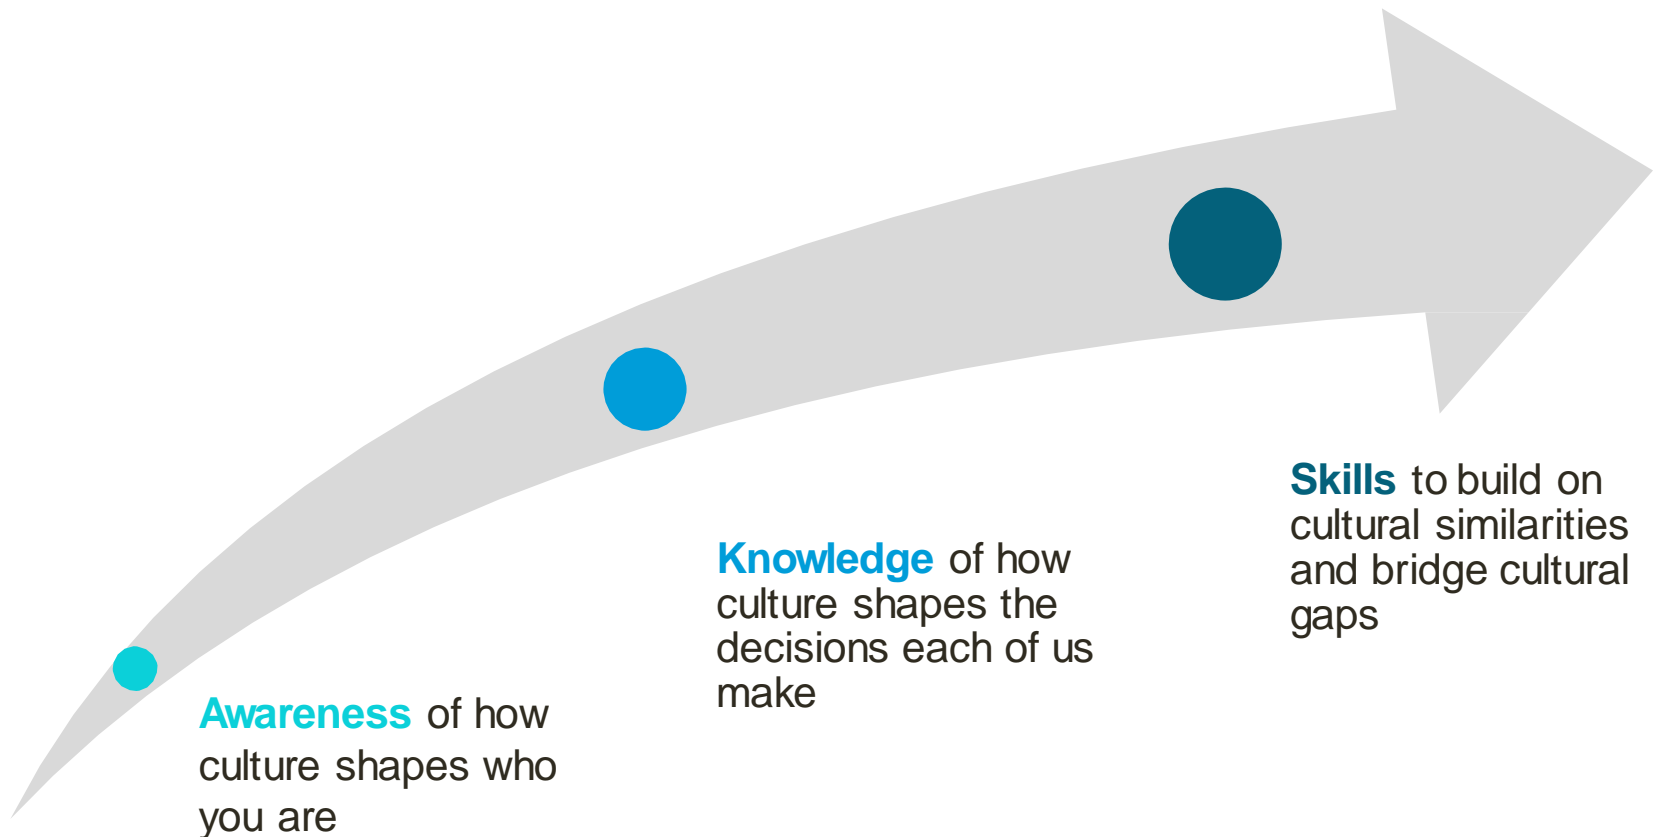 Awareness of how
culture shapes who
you are
Knowledge of how
culture shapes the
decisions each of us
make
Skills to build on
cultural similarities
and bridge cultural
gaps